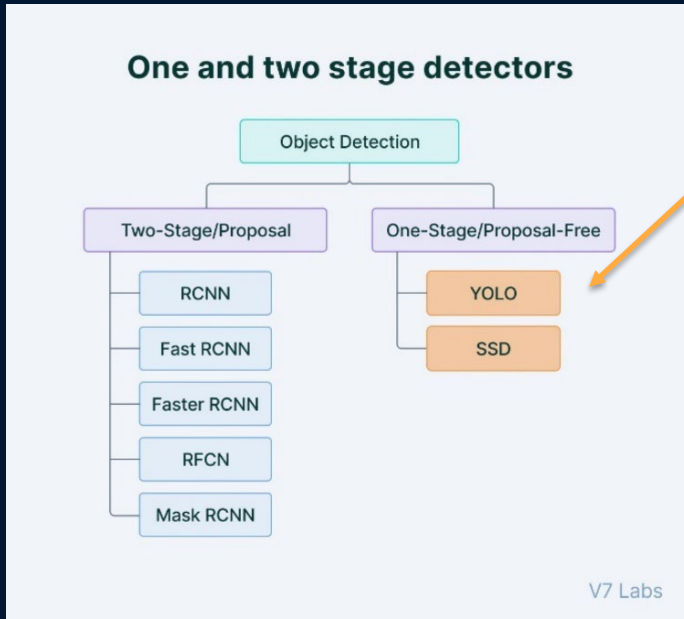 One and two stage detectors
Object Detection
Two-Stage/Proposal
One-Stage/Proposal-Free
RCNN
YOLO
Fast RCNN
SSD
Faster RCNN
RFCN
Mask RCNN
V7 Labs